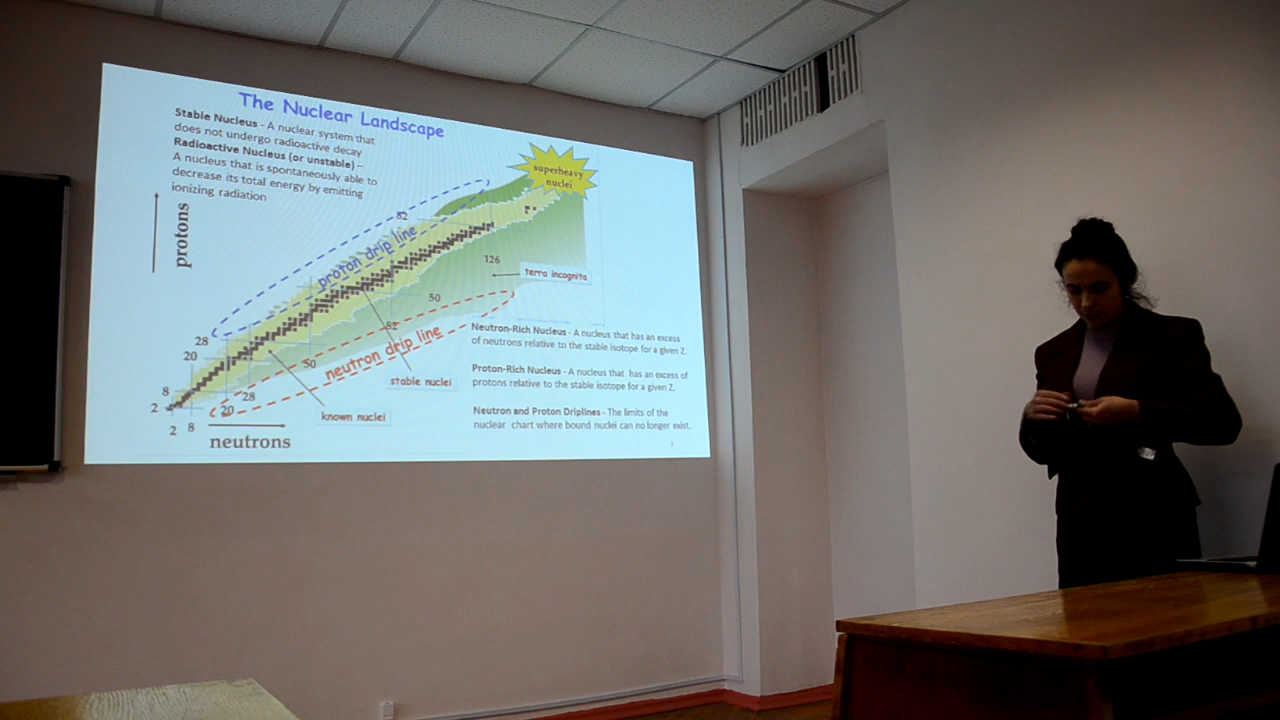 The Nuclear Landscape
Stable Nucleus - A nuclear system that
does not undergo radioactive decay
Radioactive Nucleus (or unstable) –
A nucleus that is spontaneously able to
decrease its total energy by emitting
ionizing radiation
superheavy
nuclei
protons
82
proton drip line
126
terra incognita
50
28
82
neutron drip line
20
50
stable nuclei
8
28
known nuclei
2
20
2 8
neutrons
Neutron-Rich Nucleus - A nucleus that has an excess
of neutrons relative to the stable isotope for a given Z.
Proton-Rich Nucleus - A nucleus that has an excess of
protons relative to the stable isotope for a given Z.
Neutron and Proton Driplines - The limits of the
nuclear chart where bound nuclei can no longer exist.